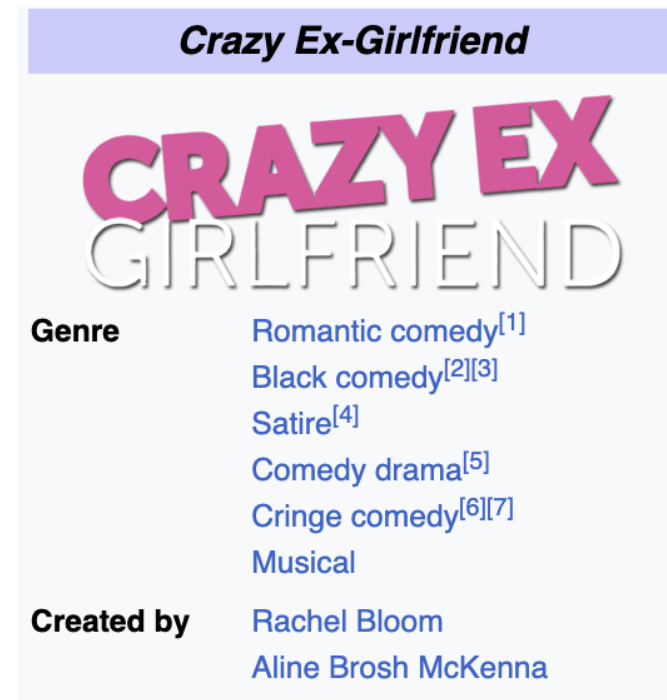 Crazy Ex-Girlfriend
CRAZY EX
GIRLFRIEND
Genre
Romantic comedy[1]
Black comedy[2][3]
Satire[4]
Comedy drama[5]
Cringe comedy[6][7]
Musical
Created by
Rachel Bloom
Aline Brosh McKenna